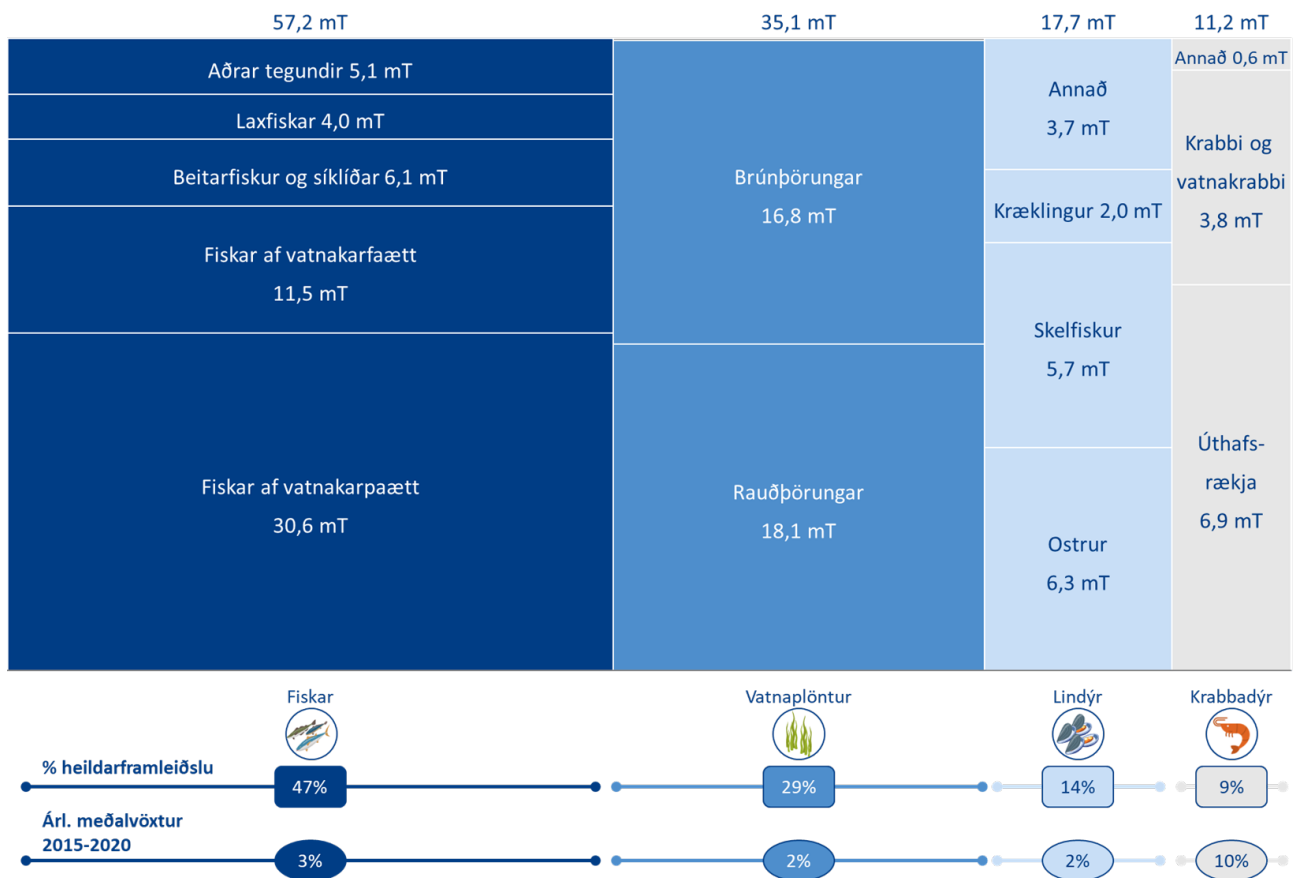 57,2 mT
35,1 mT
17,7 mT
11,2 mT
Aðrar tegundir 5,1 mT
Laxfiskar 4,0 mT
Beitarfiskur og síklíðar 6,1 mT
Fiskar af vatnakarfaætt
11,5 mT
Fiskar af vatnakarpaætt
30,6 mT
Brúnþörungar
16,8 mT
Rauðþörungar
18,1 mT
Annað
3,7 mT
Kræklingur 2,0 mT
Skelfiskur
5,7 mT
Ostrur
6,3 mT
Annað 0,6 mT
Krabbi og
vatnakrabbi
3,8 mT
Úthafs-
rækja
6,9 mT
Fiskar
Vatnaplöntur
Lindýr
Krabbadýr
% heildarframleiðslu
47%
29%
14%
9%
Árl. meðalvöxtur
2015-2020
3%
2%
2%
10%